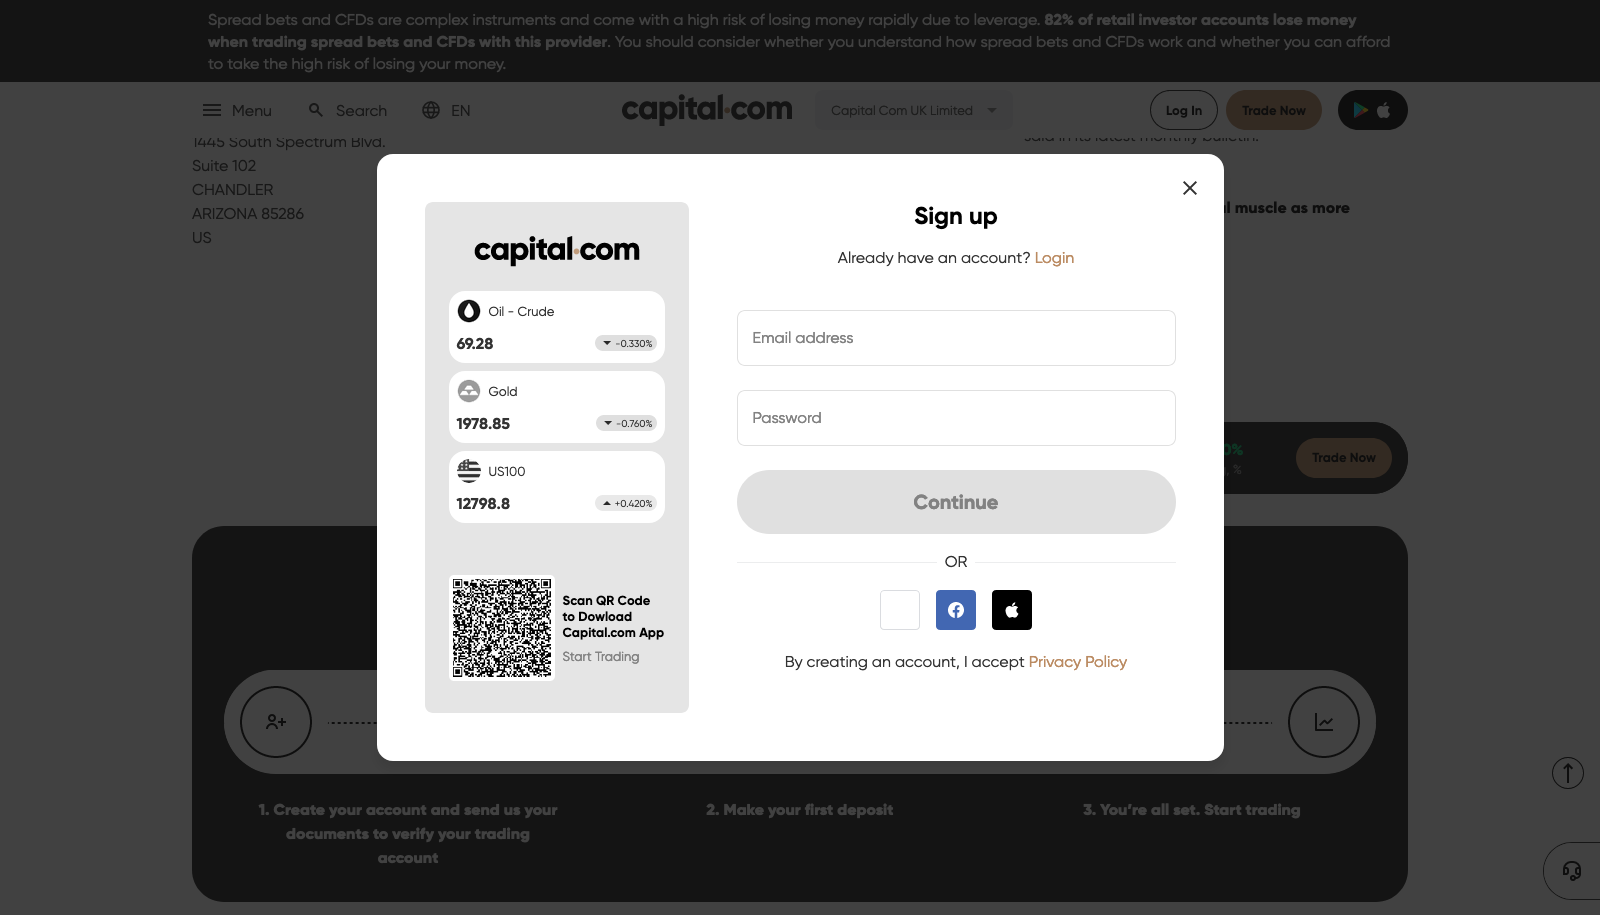 Spread bets and CFDs are complex instruments and come with a high risk of losing money rapidly due to leverage. 82% of retail investor accounts lose money
when trading spread bets and CFDs with this provider. You should consider whether you understand how spread bets and CFDs work and whether you can afford
to take the high risk of losing your money.
Menu
Search
EN
capital.com
Capital Com UK Limited
Log In
Trade Now
1445 South Spectrum Blvd.
Suite 102
CHANDLER
ARIZONA 85286
US
said in its latest monthly bulletin.
muscle as more
Sign up
Already have an account? Login
capital.com
Oil - Crude
69.28
-0.330%
Gold
1978.85
-0.760%
US100
12798.8
+0.420%
Scan QR Code
to Dowload
Capital.com App
Start Trading
Email address
Password
Continue
OR
By creating an account, I accept Privacy Policy
Trade Now
1. Create your account and send us your
documents to verify your trading
account
2. Make your first deposit
3. You're all set. Start trading